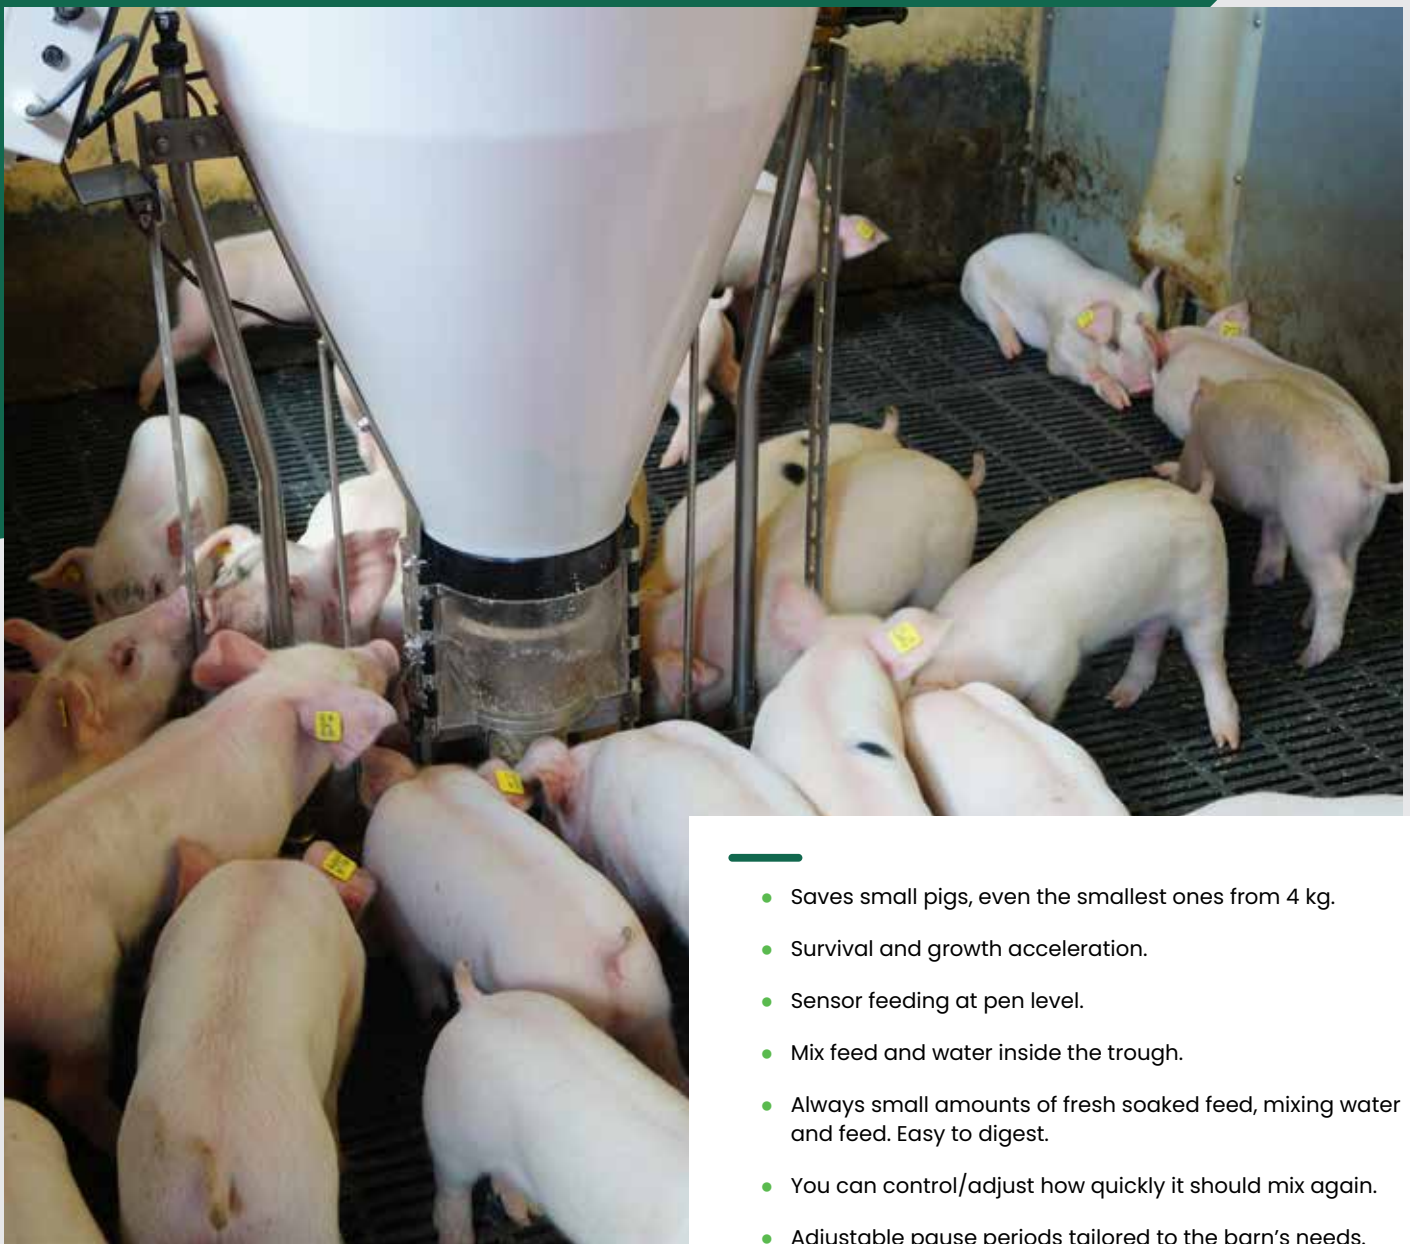 Saves small pigs, even the smallest ones from 4 kg.
Survival and growth acceleration.
Sensor feeding at pen level.
Mix feed and water inside the trough.
Always small amounts of fresh soaked feed, mixing water
and feed. Easy to digest.
You can control/adjust how quickly it should mix again.
Adjustable pause periods tailored to the barn's needs.